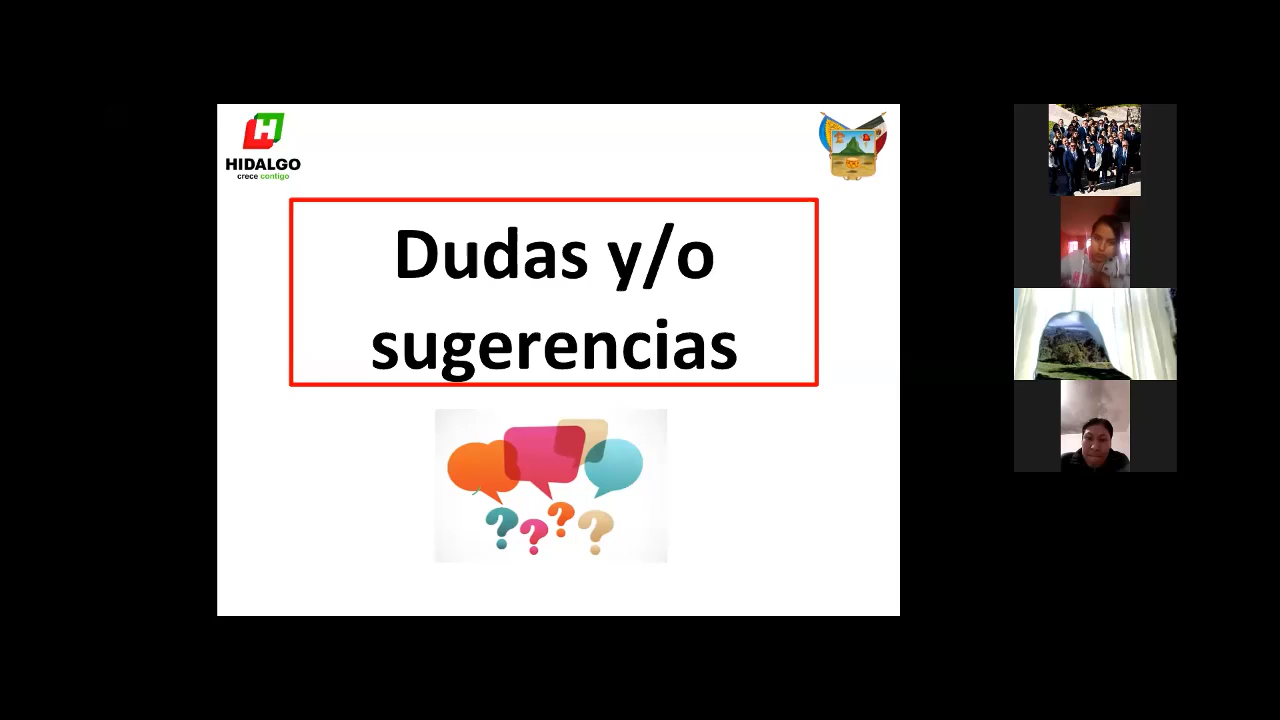 HIDALGO
crece contigo
Dudas y/o
sugerencias
? ? ? ?